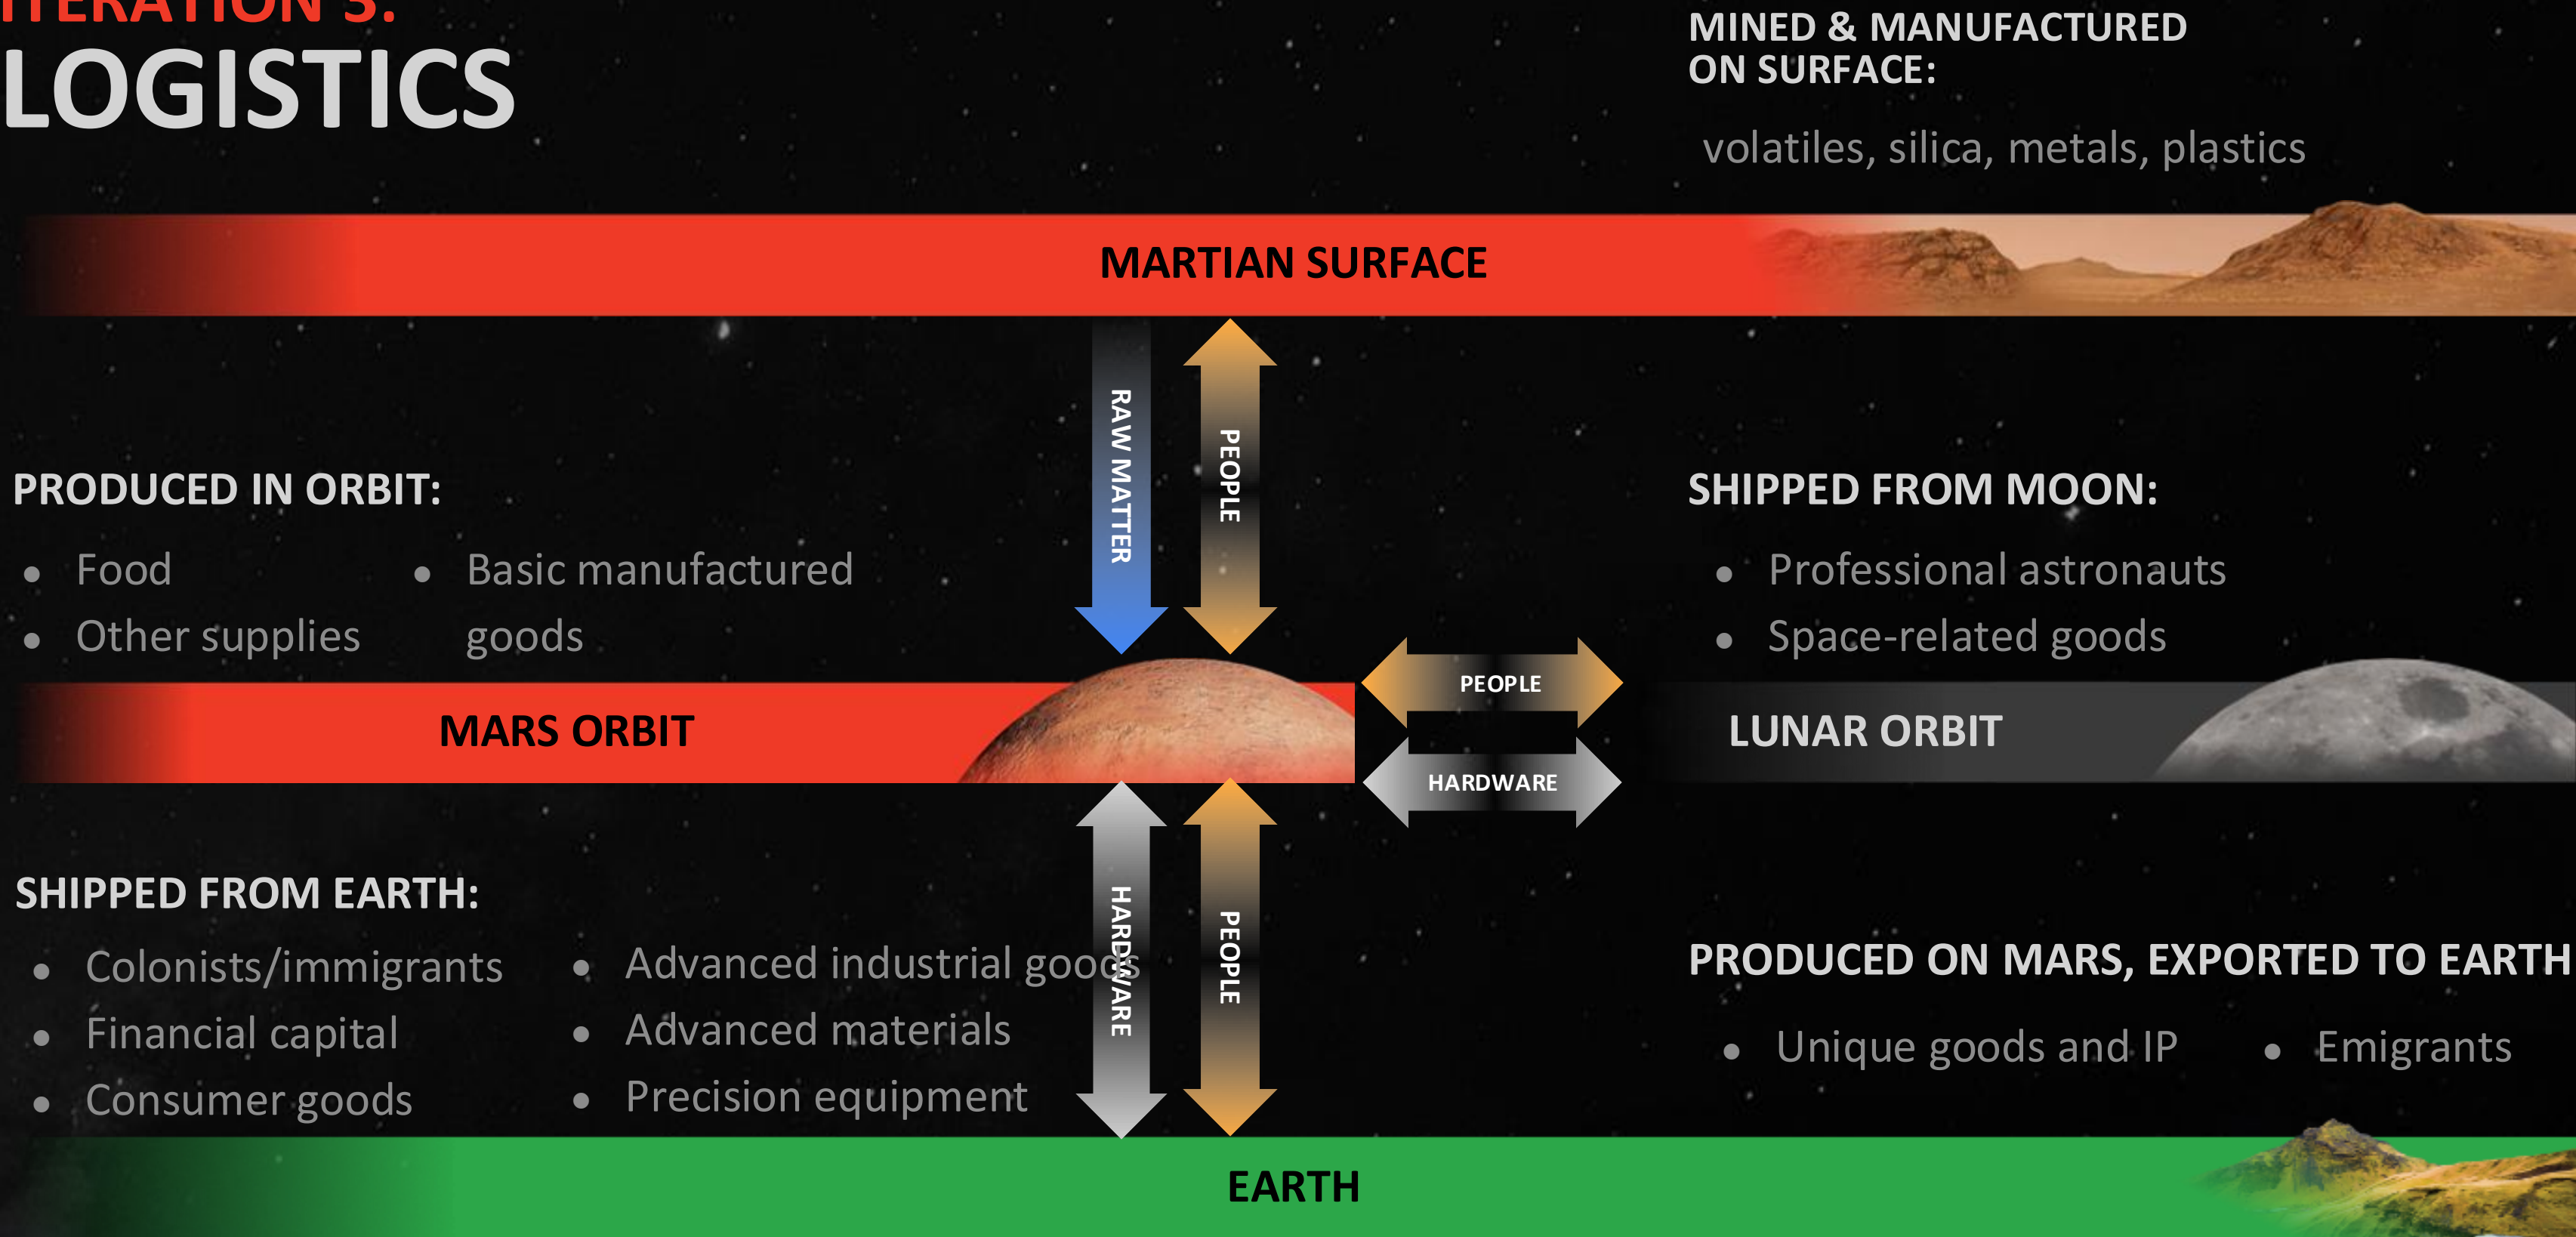 ITERATION 3:
LOGISTICS
MINED & MANUFACTURED
ON SURFACE:
volatiles, silica, metals, plastics
MARTIAN SURFACE
RAW MATTER
PEOPLE
PRODUCED IN ORBIT:
• Food
• Other supplies
• Basic manufactured
goods
SHIPPED FROM MOON:
• Professional astronauts
• Space-related goods
MARS ORBIT
PEOPLE
HARDWARE
LUNAR ORBIT
SHIPPED FROM EARTH:
• Colonists/immigrants
• Financial capital
• Consumer goods
• Advanced industrial goods
• Advanced materials
• Precision equipment
HARDWARE
PEOPLE
PRODUCED ON MARS, EXPORTED TO EARTH
• Unique goods and IP
• Emigrants
EARTH